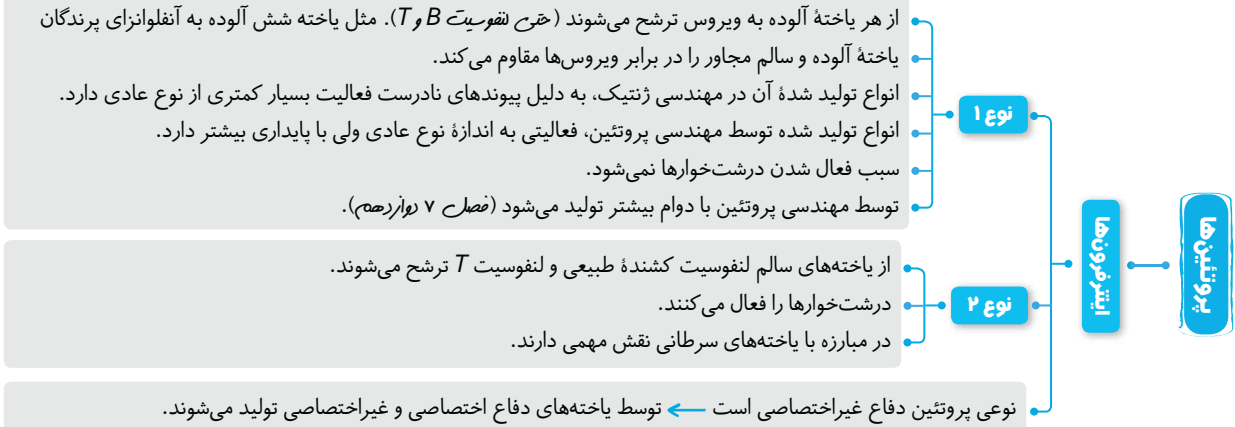 پروتئین‌ها
اینترفرون‌ها
نوع ۱
از هر یاختهٔ آلوده به ویروس ترشح می‌شوند (حتی لنفوسیت B و T). مثل یاخته شش آلوده به آنفلوانزای پرندگان
یاختهٔ آلوده و سالم مجاور را در برابر ویروس‌ها مقاوم می‌کند.
انواع تولید شدهٔ آن در مهندسی ژنتیک، به دلیل پیوندهای نادرست فعالیت بسیار کمتری از نوع عادی دارد.
انواع تولید شده توسط مهندسی پروتئین، فعالیتی به اندازهٔ نوع عادی ولی با پایداری بیشتر دارد.
سبب فعال شدن درشت‌خوارها نمی‌شود.
توسط مهندسی پروتئین با دوام بیشتر تولید می‌شود (فصل ۷ دوازدهم).
نوع ۲
از یاخته‌های سالم لنفوسیت کشندهٔ طبیعی و لنفوسیت T ترشح می‌شوند.
درشت‌خوارها را فعال می‌کنند.
در مبارزه با یاخته‌های سرطانی نقش مهمی دارند.
نوعی پروتئین دفاع غیراختصاصی است ← توسط یاخته‌های دفاع اختصاصی و غیراختصاصی تولید می‌شوند.